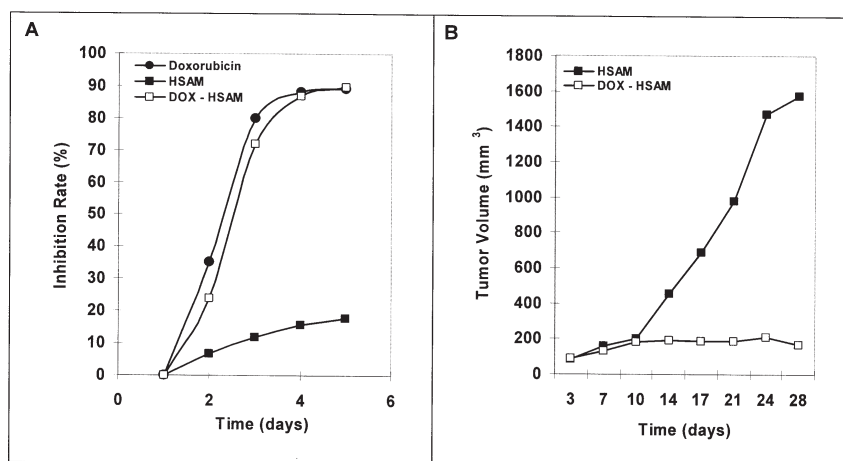 A
100
90
80
70
60
50
40
30
20
10
0
Inhibition Rate (%)
Doxorubicin
HSAM
DOX - HSAM
0 2 4 6
Time (days)
B
1800
1600
1400
1200
1000
800
600
400
200
0
Tumor Volume (mm 3)
HSAM
DOX - HSAM
3 7 10 14 17 21 24 28
Time (days)